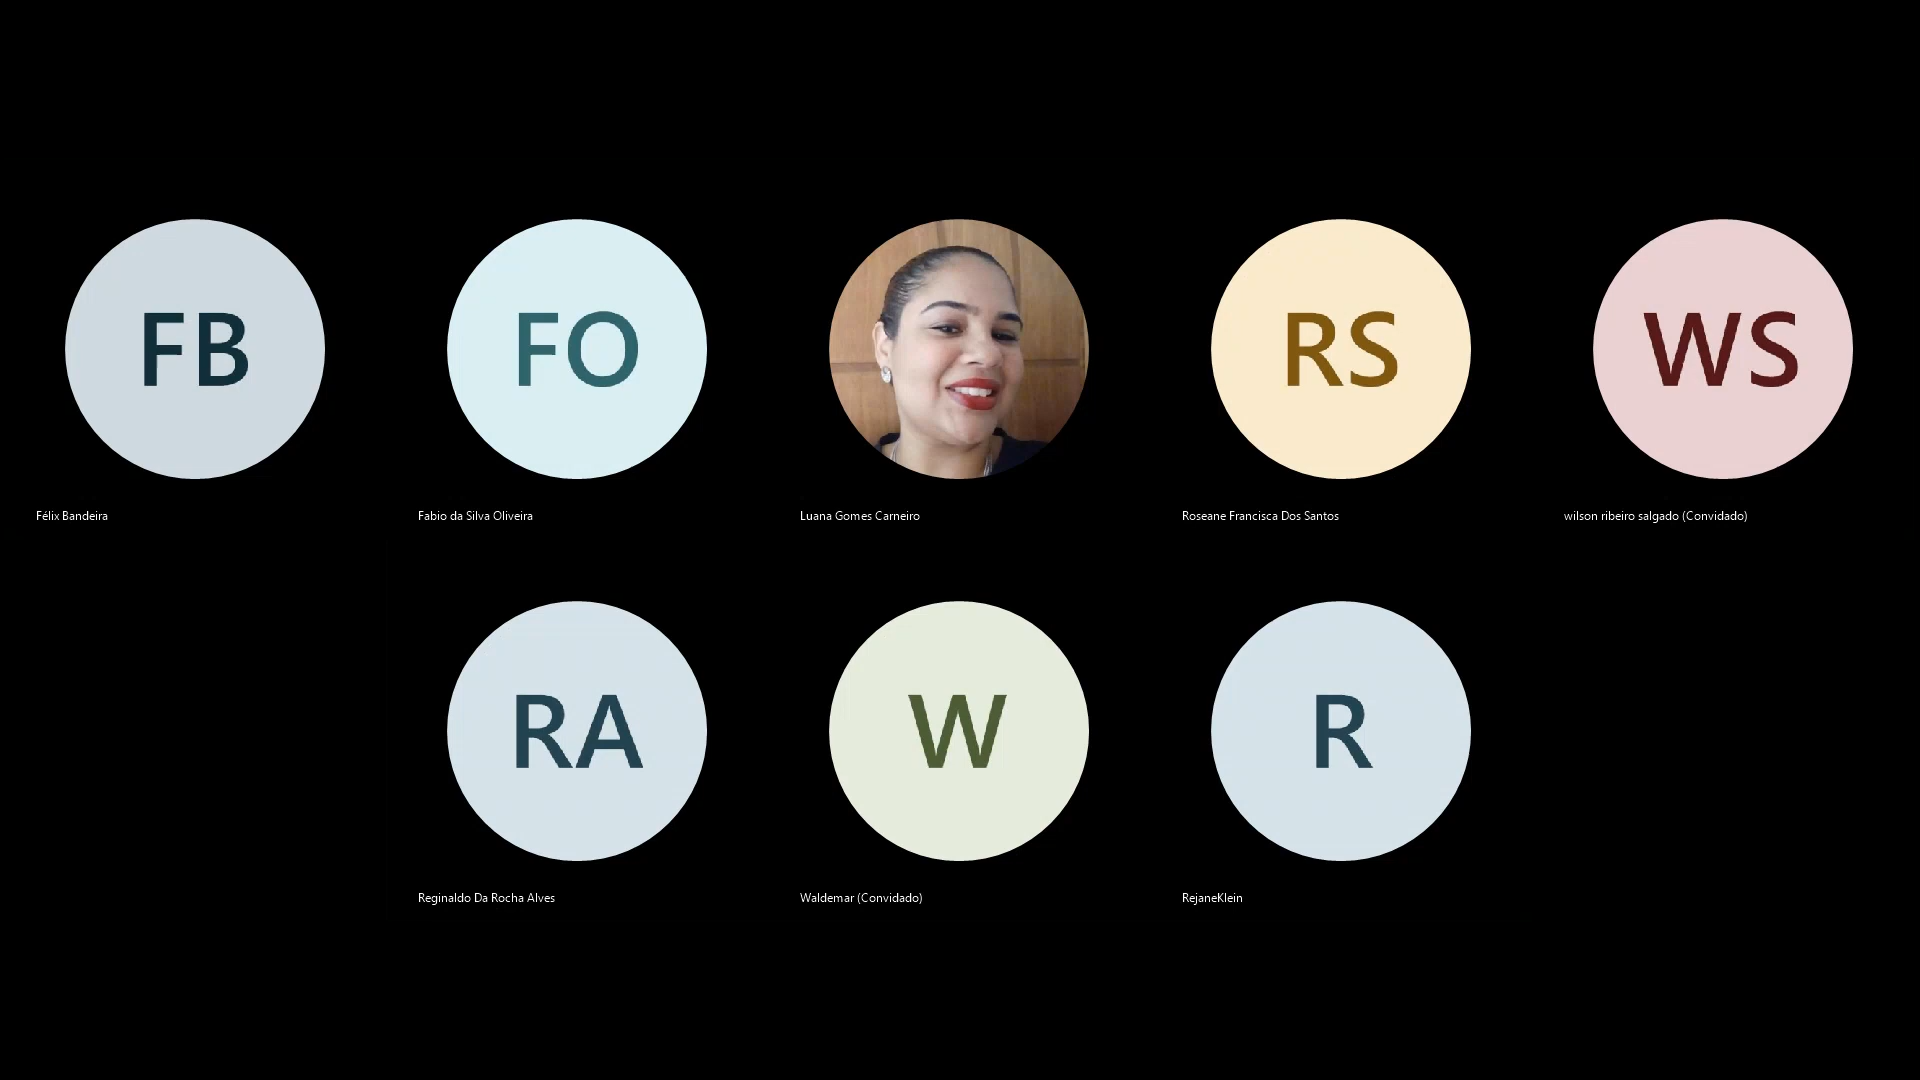 FB
FO
RS
WS
Félix Bandeira
Fabio da Silva Oliveira
Luana Gomes Carneiro
Roseane Francisca Dos Santos
wilson ribeiro salgado (Convidado)
RA
W
R
Reginaldo Da Rocha Alves
Waldemar (Convidado)
RejaneKlein